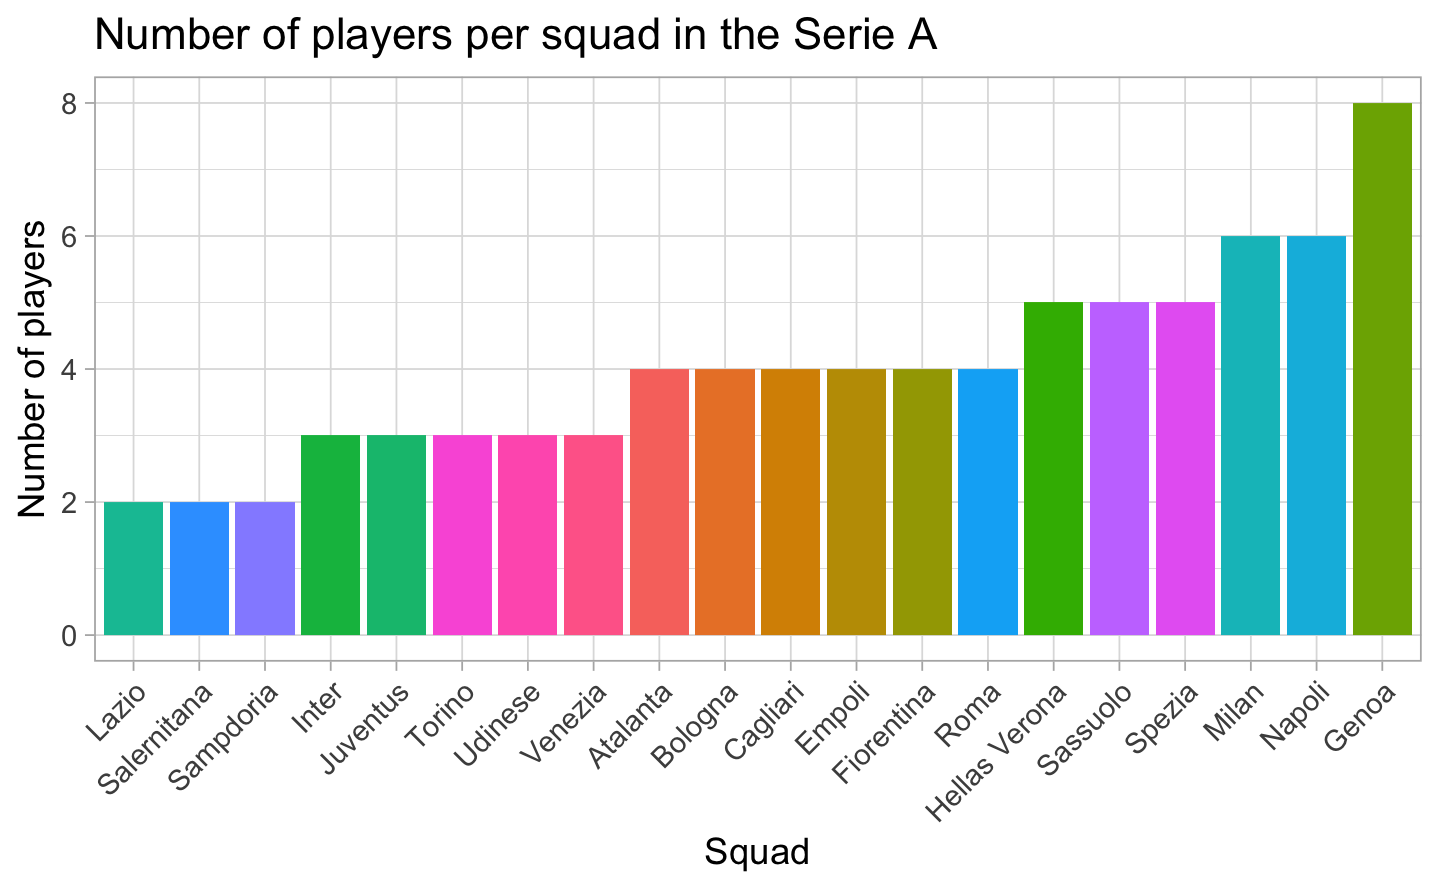 Number of players per squad in the Serie A
Number of players
8
6
4
2
0
Lazio
Salernitana
Sampdoria
Inter
Juventus
Torino
Udinese
Venezia
Atalanta
Bologna
Cagliari
Empoli
Fiorentina
Roma
Hellas Verona
Sassuolo
Spezia
Milan
Napoli
Genoa
Squad